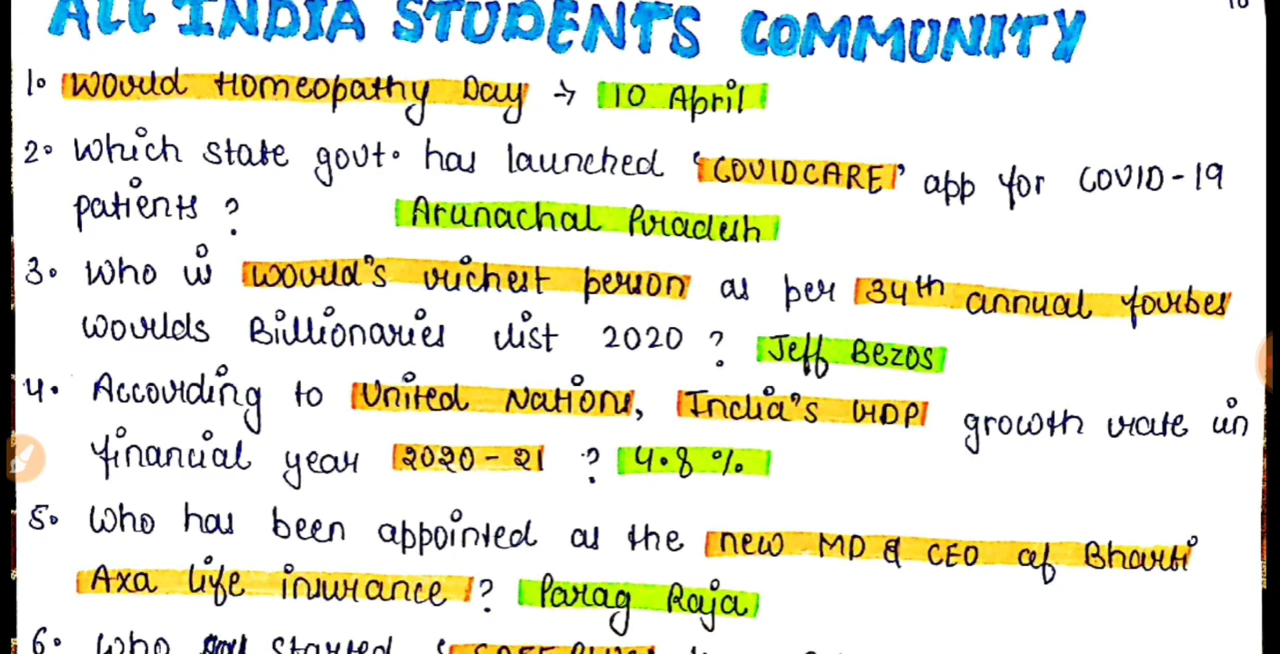 ALL INDIA STUDENTS COMMUNITY
1. World Homeopathy Day → 10 April
2. Which state govt. has launched 'COVIDCARE' app for COVID-19
patients ? Arunachal Pradesh
3. Who is world's richest person as per 34th annual forbes
worlds Billionaries list 2020 ? Jeff Bezos
4. According to United Nations, India's GDP growth rate in
financial year 2020-21 ? 4.8 %
5. Who has been appointed as the new MD & CEO of Bharti
Axa life insurance ? Parag Raja
6. Who started